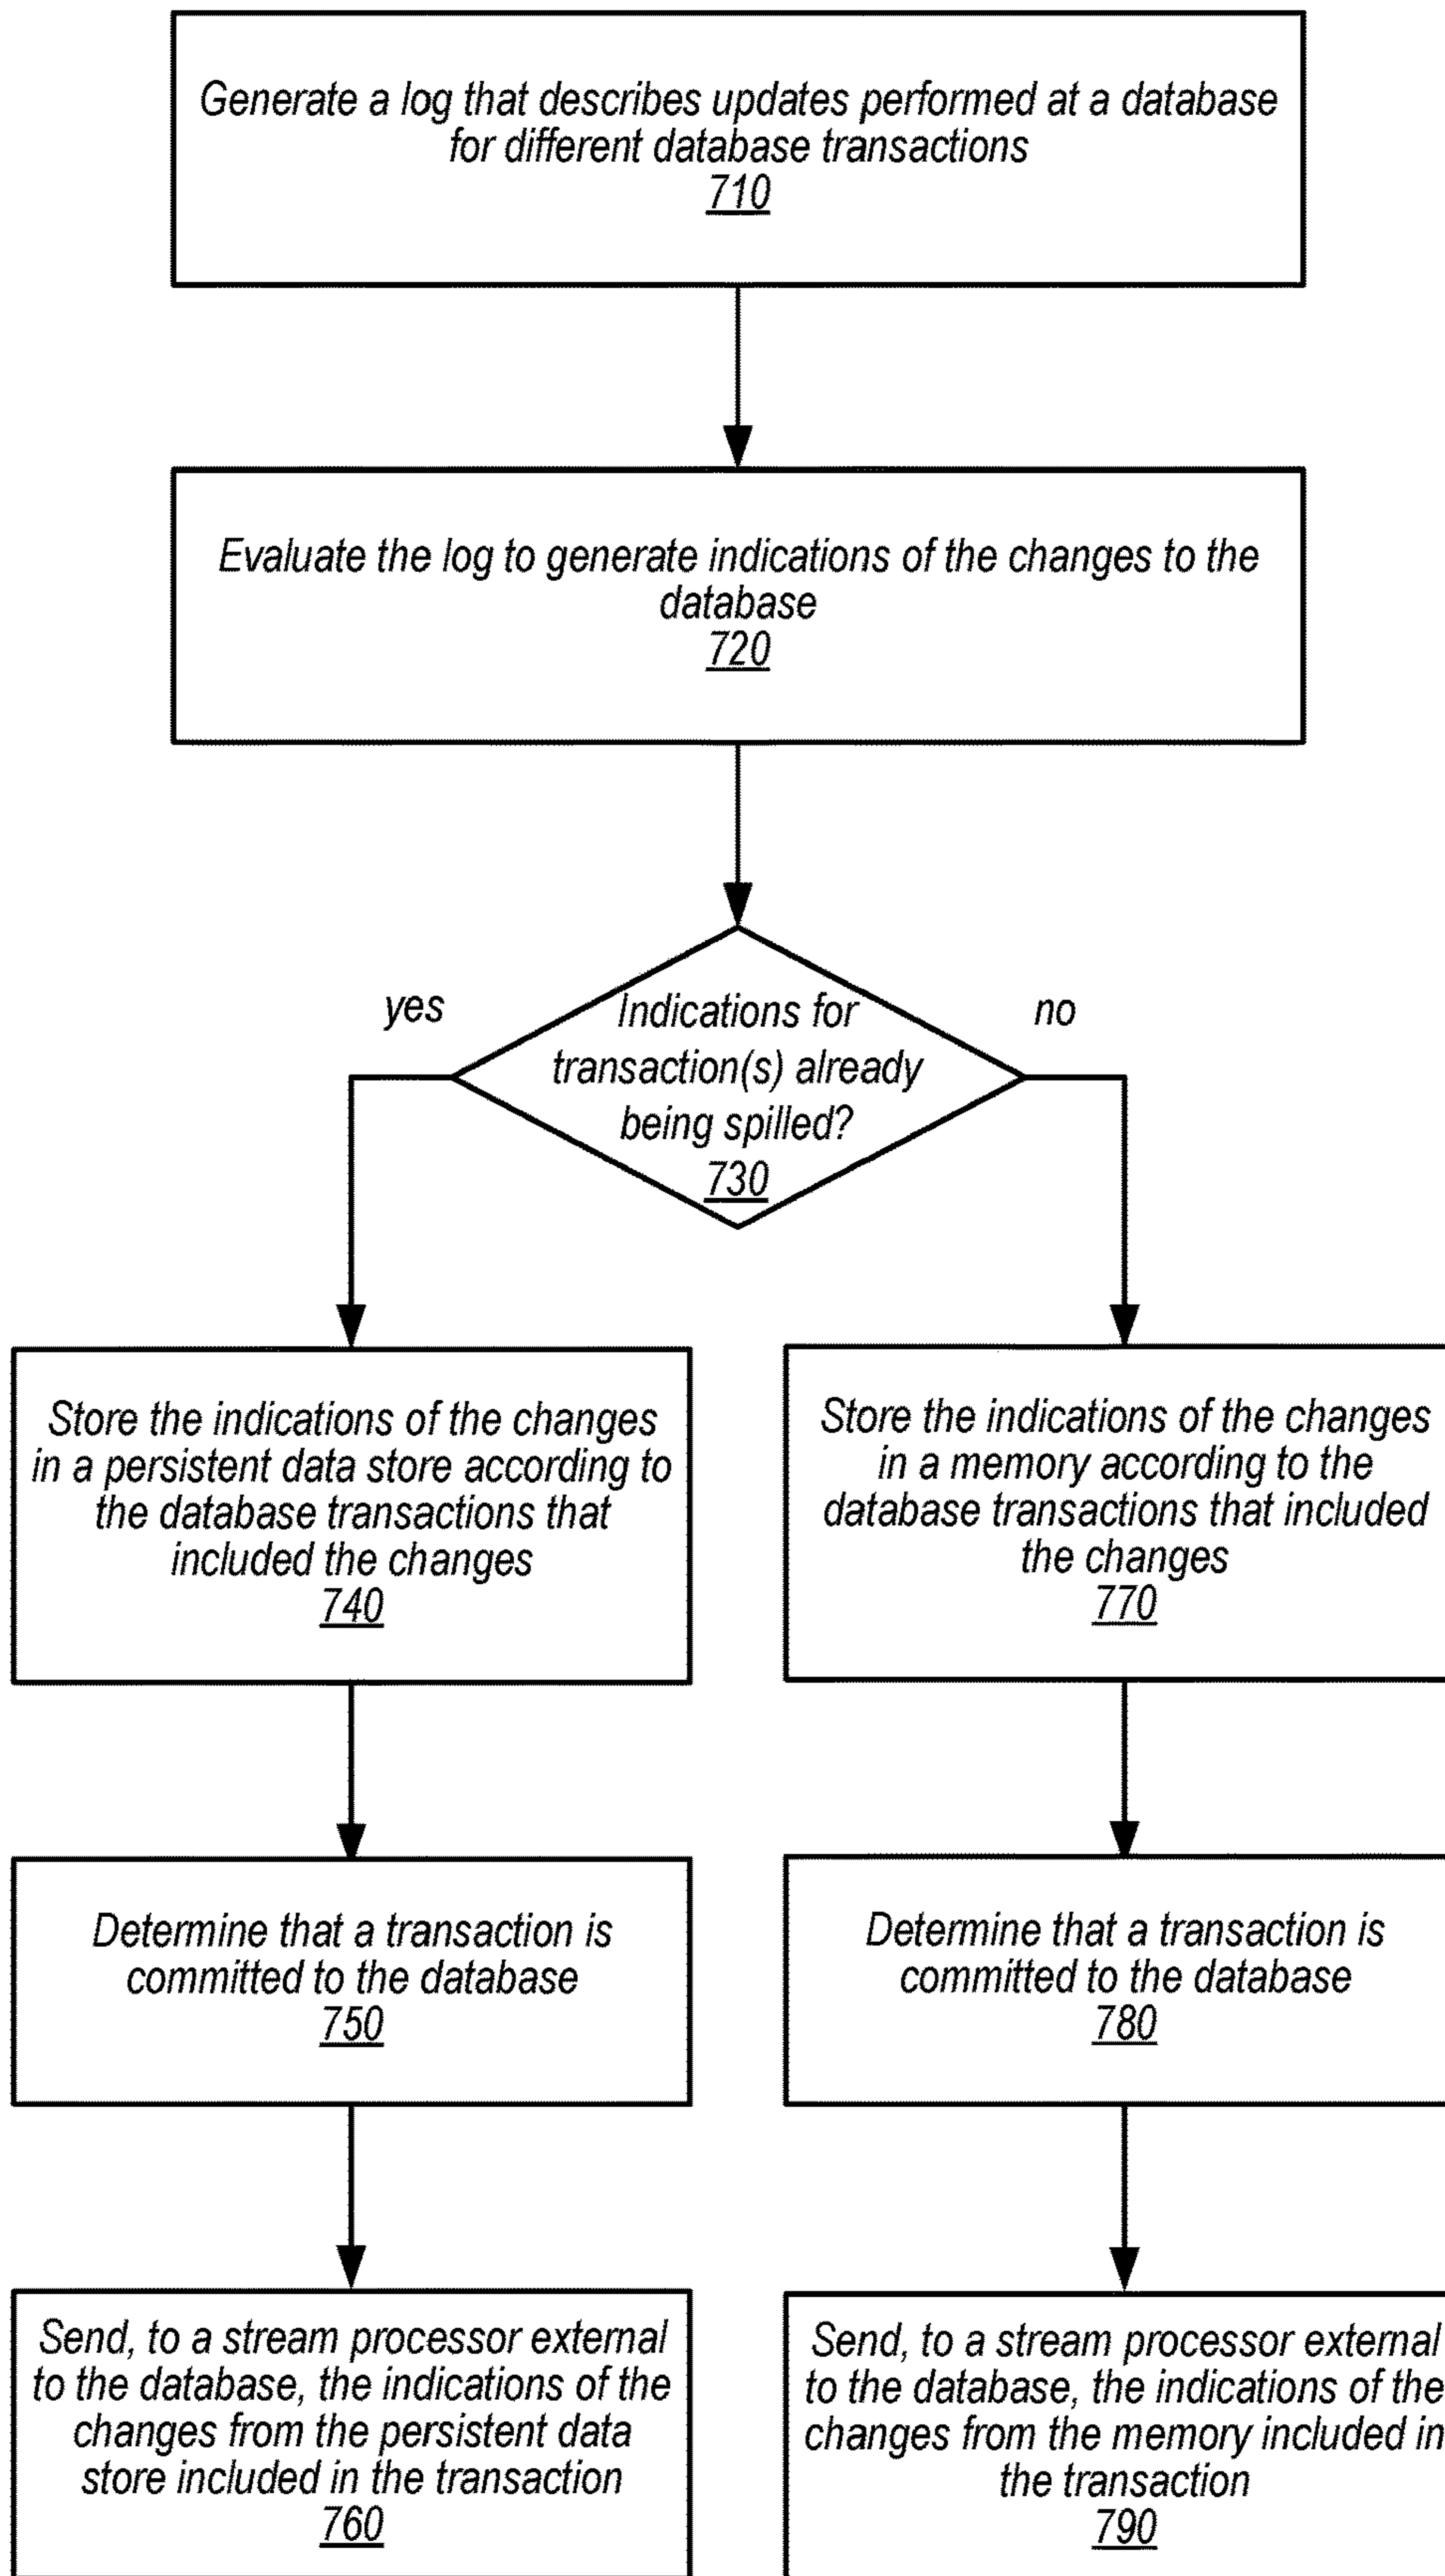 Generate a log that describes updates performed at a database
for different database transactions
710
Evaluate the log to generate indications of the changes to the
database
720
yes
no
Indications for
transaction(s) already
being spilled?
730
Store the indications of the changes
in a persistent data store according to
the database transactions that
included the changes
740
Store the indications of the changes
in a memory according to the
database transactions that included
the changes
770
Determine that a transaction is
committed to the database
750
Determine that a transaction is
committed to the database
780
Send, to a stream processor external
to the database, the indications of the
changes from the persistent data
store included in the transaction
760
Send, to a stream processor external
to the database, the indications of the
changes from the memory included in
the transaction
790